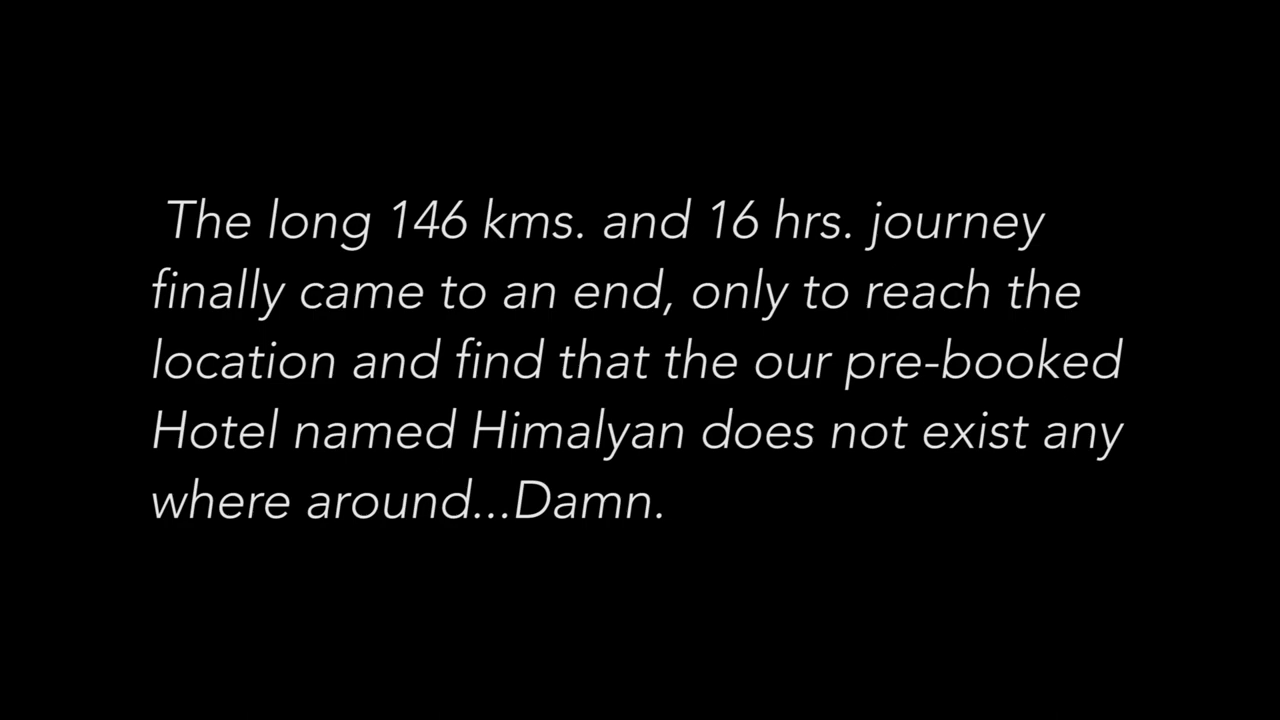 The long 146 kms. and 16 hrs. journey
finally came to an end, only to reach the
location and find that the our pre-booked
Hotel named Himalyan does not exist any
where around...Damn.